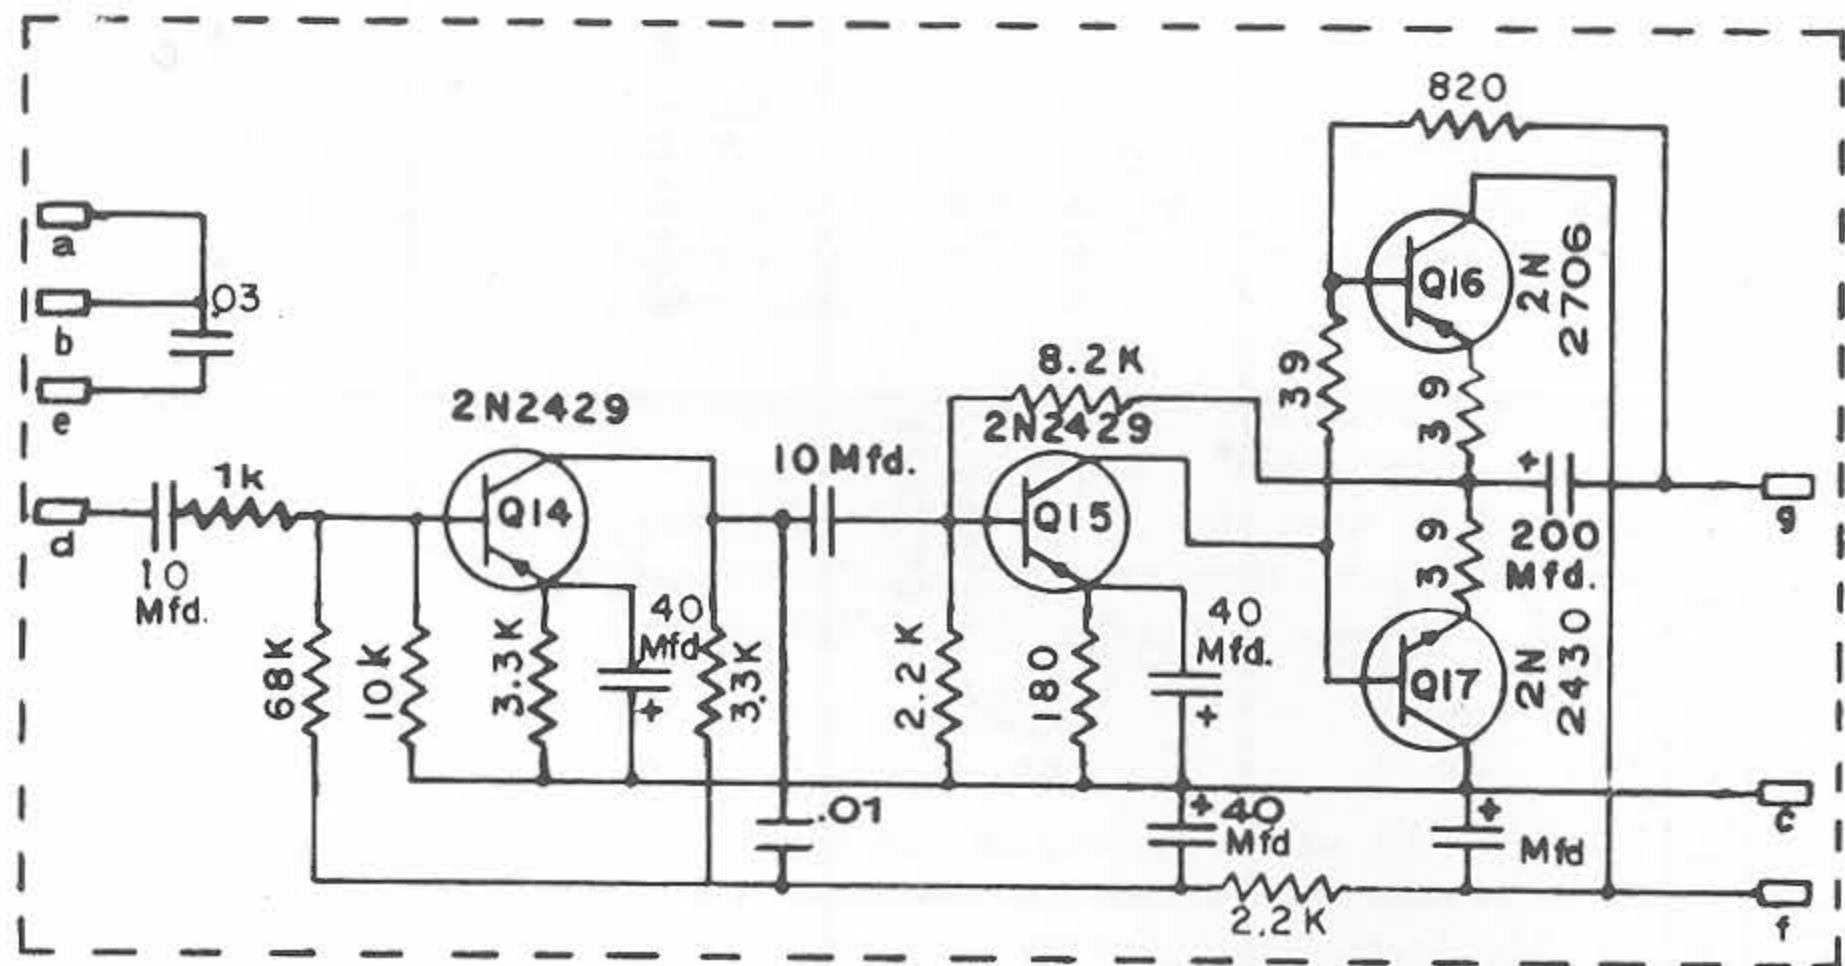 820
a
b
.03
e
2N2429
8.2K
2N2429
39
Q16
2N
2706
39
d
1k
10
Mfd.
Q14
10 Mfd.
Q15
+
200
Mfd.
g
39
68K
10K
3.3K
40
Mfd
+
3.3K
2.2K
180
40
Mfd.
+
Q17
2N
2430
.01
+
40
Mfd
+
Mfd
c
2.2K
f